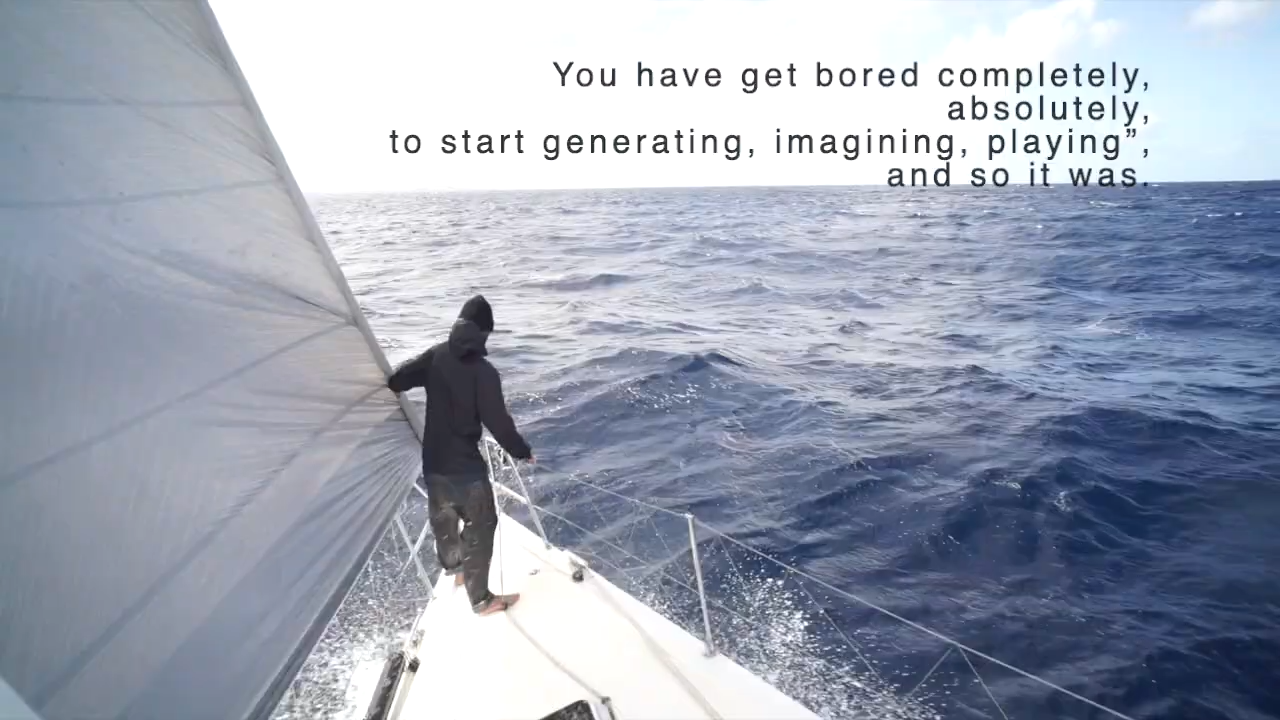 You have get bored completely,
absolutely,
to start generating, imagining, playing”,
and so it was.